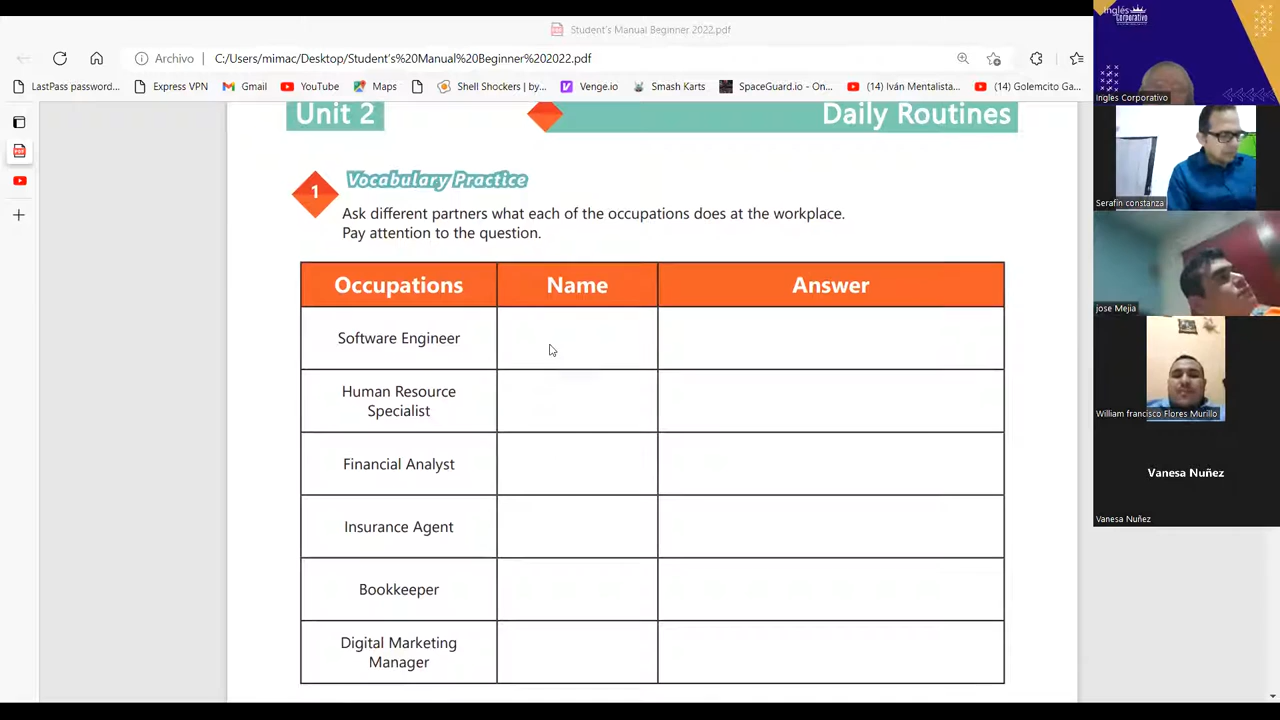 Student's Manual Beginner 2022.pdf
Archivo
C:/Users/mimac/Desktop/Student's%20Manual%20Beginner%202022.pdf
LastPass password...
Express VPN
Gmail
YouTube
Maps
Shell Shockers | by...
Venge.io
Smash Karts
SpaceGuard.io - On...
(14) Iván Mentalista...
(14) Golemcito Ga...
Unit 2
Daily Routines
1
Vocabulary Practice
Ask different partners what each of the occupations does at the workplace.
Pay attention to the question.
Occupations
Name
Answer
Software Engineer
Human Resource
Specialist
Financial Analyst
Insurance Agent
Bookkeeper
Digital Marketing
Manager
Inglés
Corporativo
Ingles Corporativo
Serafin constanza
jose Mejia
William francisco Flores Murillo
Vanesa Nuñez
Vanesa Nuñez